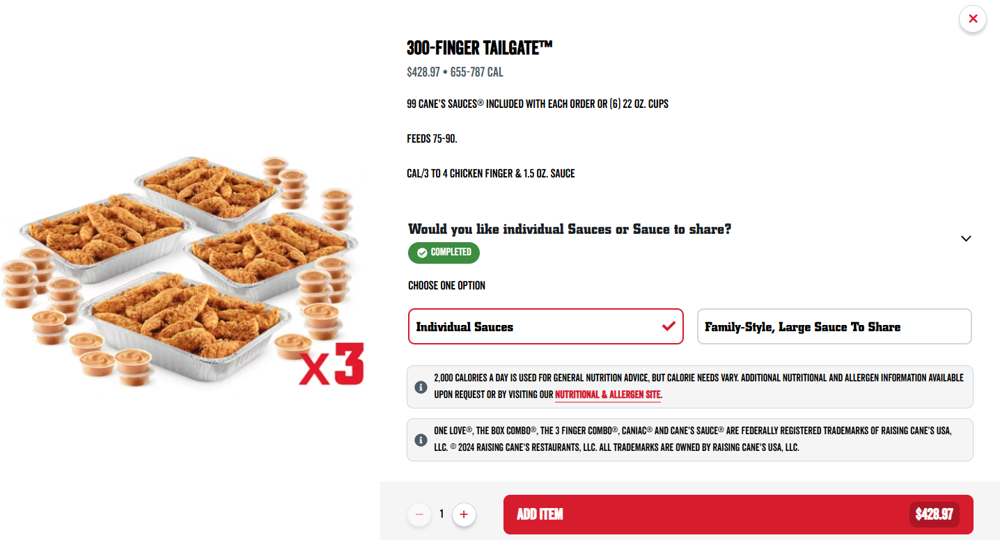 300-FINGER TAILGATE™
$428.97 • 655-787 CAL
99 CANE'S SAUCES® INCLUDED WITH EACH ORDER OR (6) 22 OZ. CUPS
FEEDS 75-90.
CAL/3 TO 4 CHICKEN FINGER & 1.5 OZ. SAUCE
Would you like individual Sauces or Sauce to share?
COMPLETED
CHOOSE ONE OPTION
Individual Sauces
Family-Style, Large Sauce To Share
x3
2,000 CALORIES A DAY IS USED FOR GENERAL NUTRITION ADVICE, BUT CALORIE NEEDS VARY. ADDITIONAL NUTRITIONAL AND ALLERGEN INFORMATION AVAILABLE
UPON REQUEST OR BY VISITING OUR NUTRITIONAL & ALLERGEN SITE.
ONE LOVE®, THE BOX COMBO®, THE 3 FINGER COMBO®, CANIAC® AND CANE'S SAUCE® ARE FEDERALLY REGISTERED TRADEMARKS OF RAISING CANE'S USA,
LLC. © 2024 RAISING CANE'S RESTAURANTS, LLC. ALL TRADEMARKS ARE OWNED BY RAISING CANE'S USA, LLC.
1
ADD ITEM
$428.97